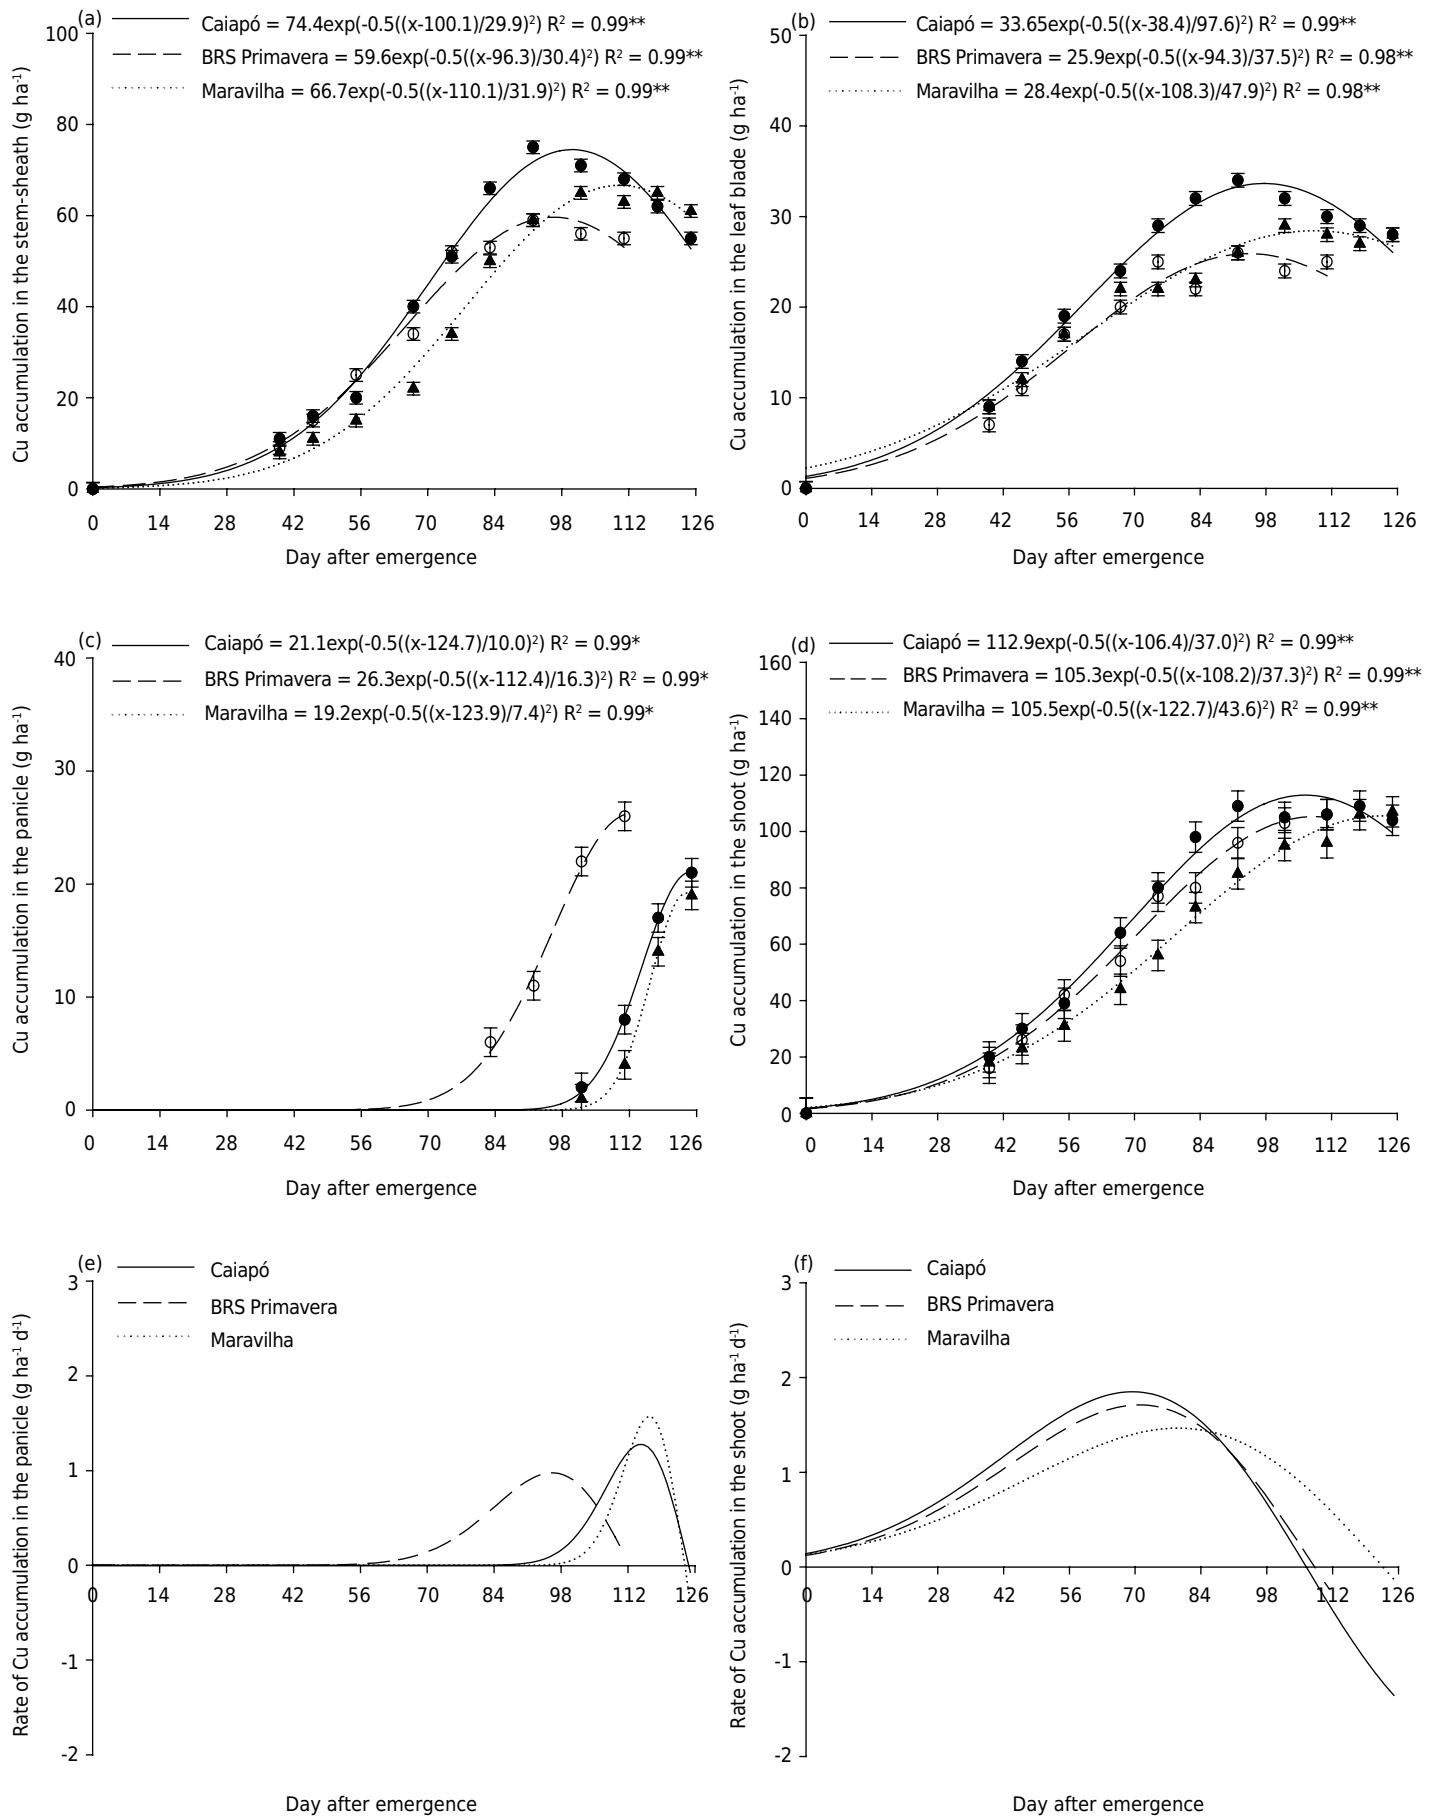 (a)
Caiapó = 74.4exp(-0.5((x-100.1)/29.9)²) R² = 0.99**
BRS Primavera = 59.6exp(-0.5((x-96.3)/30.4)²) R² = 0.99**
Maravilha = 66.7exp(-0.5((x-110.1)/31.9)²) R² = 0.99**
Cu accumulation in the stem-sheath (g ha⁻¹)
100
80
60
40
20
0
0 14 28 42 56 70 84 98 112 126
Day after emergence
(b)
Caiapó = 33.65exp(-0.5((x-38.4)/97.6)²) R² = 0.99**
BRS Primavera = 25.9exp(-0.5((x-94.3)/37.5)²) R² = 0.98**
Maravilha = 28.4exp(-0.5((x-108.3)/47.9)²) R² = 0.98**
Cu accumulation in the leaf blade (g ha⁻¹)
50
40
30
20
10
0
0 14 28 42 56 70 84 98 112 126
Day after emergence
(c)
Caiapó = 21.1exp(-0.5((x-124.7)/10.0)²) R² = 0.99*
BRS Primavera = 26.3exp(-0.5((x-112.4)/16.3)²) R² = 0.99*
Maravilha = 19.2exp(-0.5((x-123.9)/7.4)²) R² = 0.99*
Cu accumulation in the panicle (g ha⁻¹)
40
30
20
10
0
0 14 28 42 56 70 84 98 112 126
Day after emergence
(d)
Caiapó = 112.9exp(-0.5((x-106.4)/37.0)²) R² = 0.99**
BRS Primavera = 105.3exp(-0.5((x-108.2)/37.3)²) R² = 0.99**
Maravilha = 105.5exp(-0.5((x-122.7)/43.6)²) R² = 0.99**
Cu accumulation in the shoot (g ha⁻¹)
160
140
120
100
80
60
40
20
0
0 14 28 42 56 70 84 98 112 126
Day after emergence
(e)
Caiapó
BRS Primavera
Maravilha
Rate of Cu accumulation in the panicle (g ha⁻¹ d⁻¹)
3
2
1
0
-1
-2
0 14 28 42 56 70 84 98 112 126
Day after emergence
(f)
Caiapó
BRS Primavera
Maravilha
Rate of Cu accumulation in the shoot (g ha⁻¹ d⁻¹)
3
2
1
0
-1
-2
0 14 28 42 56 70 84 98 112 126
Day after emergence